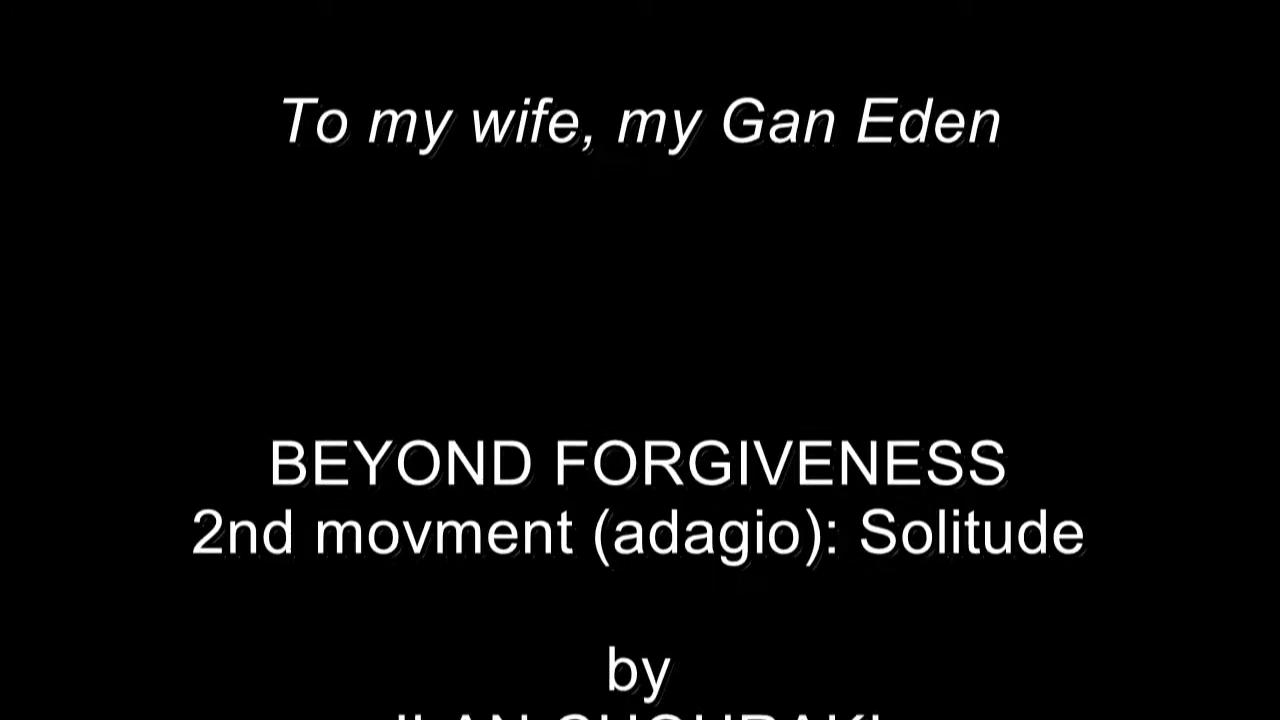 To my wife, my Gan Eden
BEYOND FORGIVENESS
2nd movment (adagio): Solitude
by